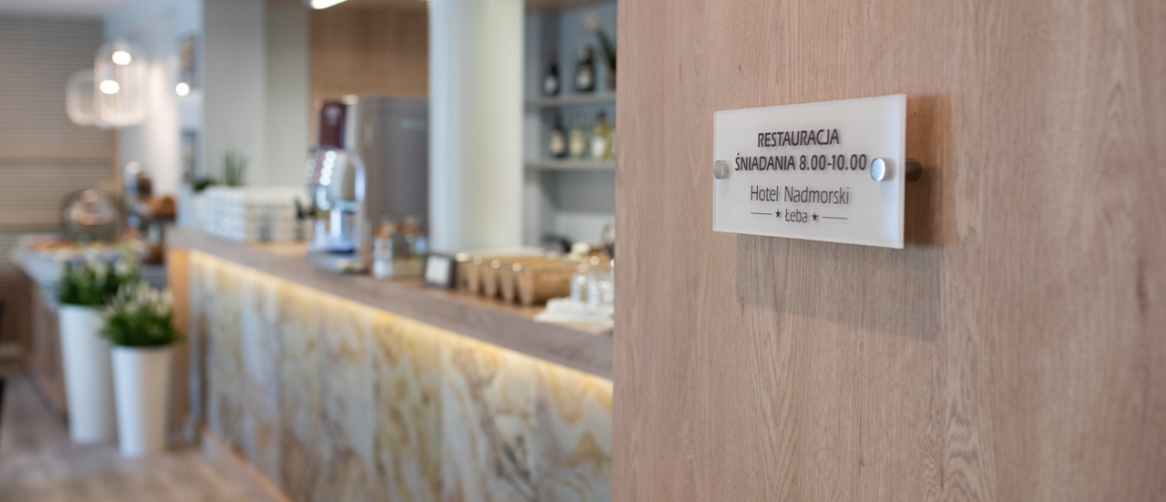 RESTAURACJA
ŚNIADANIA 8.00-10.00
Hotel Nadmorski
Łeba